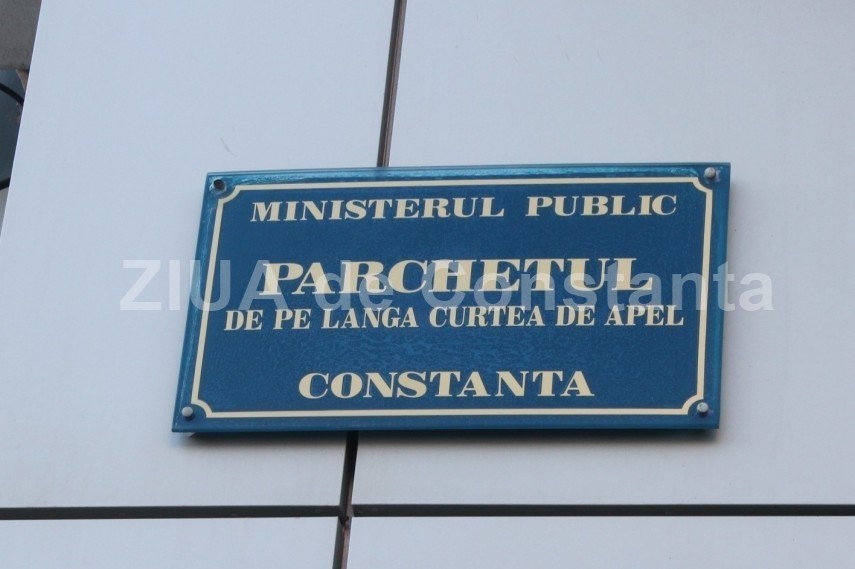 MINISTERUL PUBLIC
PARCHETUL
ZIUA de Constanta
DE PE LANGA CURTEA DE APEL
CONSTANTA